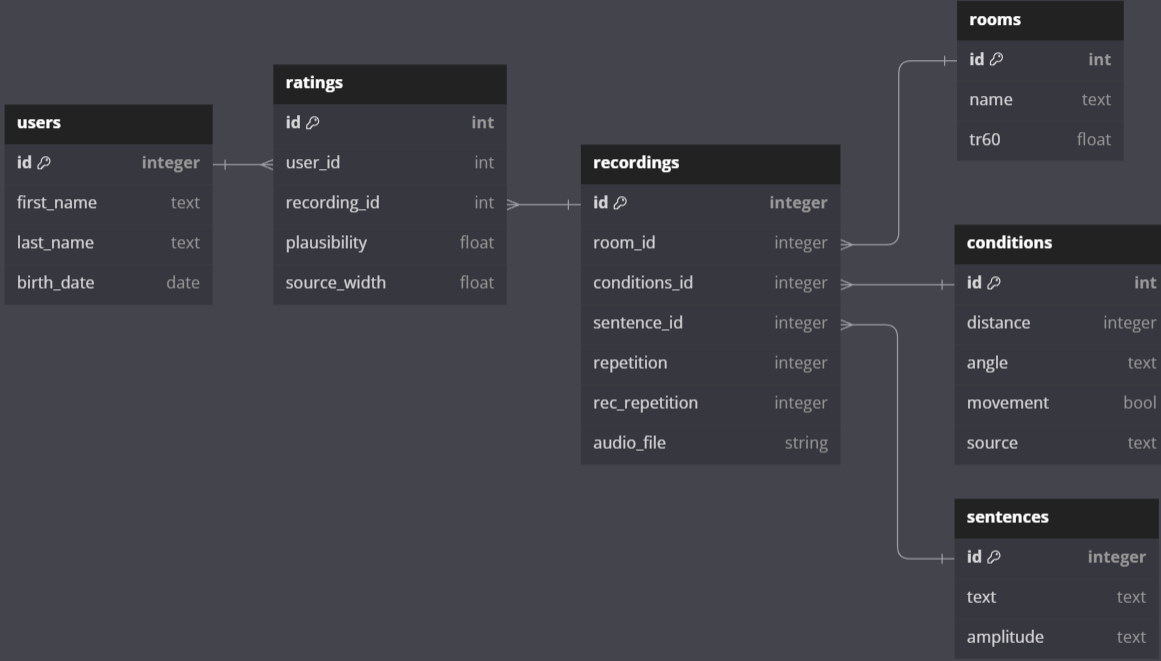 users
id integer
first_name text
last_name text
birth_date date
ratings
id int
user_id int
recording_id int
plausibility float
source_width float
recordings
id integer
room_id integer
conditions_id integer
sentence_id integer
repetition integer
rec_repetition integer
audio_file string
rooms
id int
name text
tr60 float
conditions
id int
distance integer
angle text
movement bool
source text
sentences
id integer
text text
amplitude text